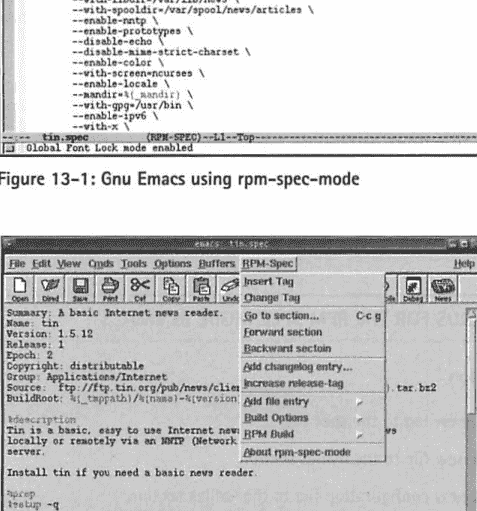 --with-spooldir=/var/spool/news/articles \
--enable-nntp \
--enable-prototypes \
--disable-echo \
--disable-mime-strict-charset \
--enable-color \
--with-screen=ncurses \
--enable-locale \
--mandir=%{_mandir} \
--with-gpg=/usr/bin \
--enable-ipv6 \
--with-x \
--:-- tin.spec (RPM-SPEC)--L1--Top--
Global Font Lock mode enabled
Figure 13-1: Gnu Emacs using rpm-spec-mode
emacs: tin.spec
File Edit View Cmds Tools Options Buffers RPM-Spec Help
Open Dired Save Print Cut Copy Paste Undo Debug News
Insert Tag
Change Tag
Go to section... C-c g
Forward section
Backward sectoin
Add changelog entry...
Increase release-tag
Add file entry
Build Options
RPM Build
About rpm-spec-mode
Summary: A basic Internet news reader.
Name: tin
Version: 1.5.12
Release: 1
Epoch: 2
Copyright: distributable
Group: Applications/Internet
Source: ftp://ftp.tin.org/pub/news/clie ).tar.bz2
BuildRoot: %{_tmppath}/%{name}-%{version
%description
Tin is a basic, easy to use Internet new ws
locally or remotely via an NNTP (Network
server.
Install tin if you need a basic news reader.
%prep
%setup -q